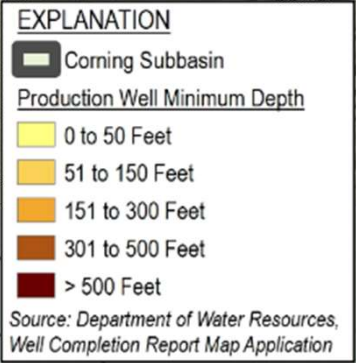 EXPLANATION
Corning Subbasin
Production Well Minimum Depth
0 to 50 Feet
51 to 150 Feet
151 to 300 Feet
301 to 500 Feet
> 500 Feet
Source: Department of Water Resources,
Well Completion Report Map Application